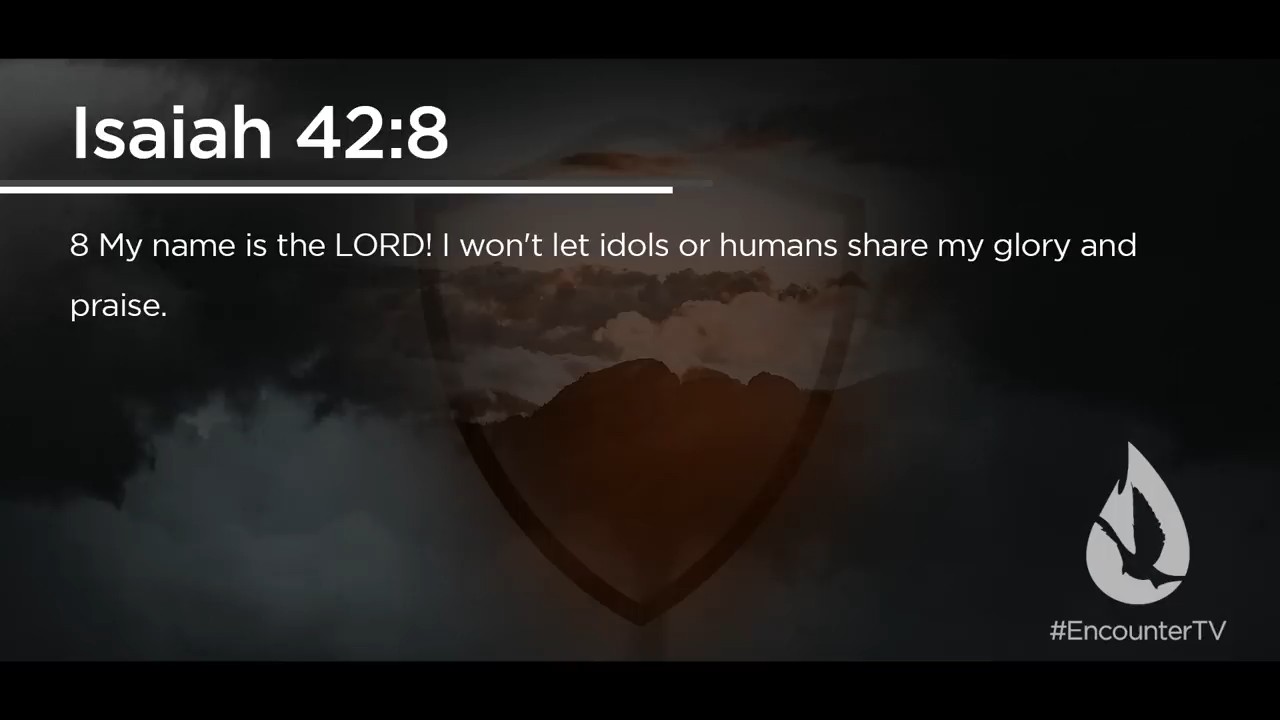 Isaiah 42:8
8 My name is the LORD! I won't let idols or humans share my glory and
praise.
#EncounterTV